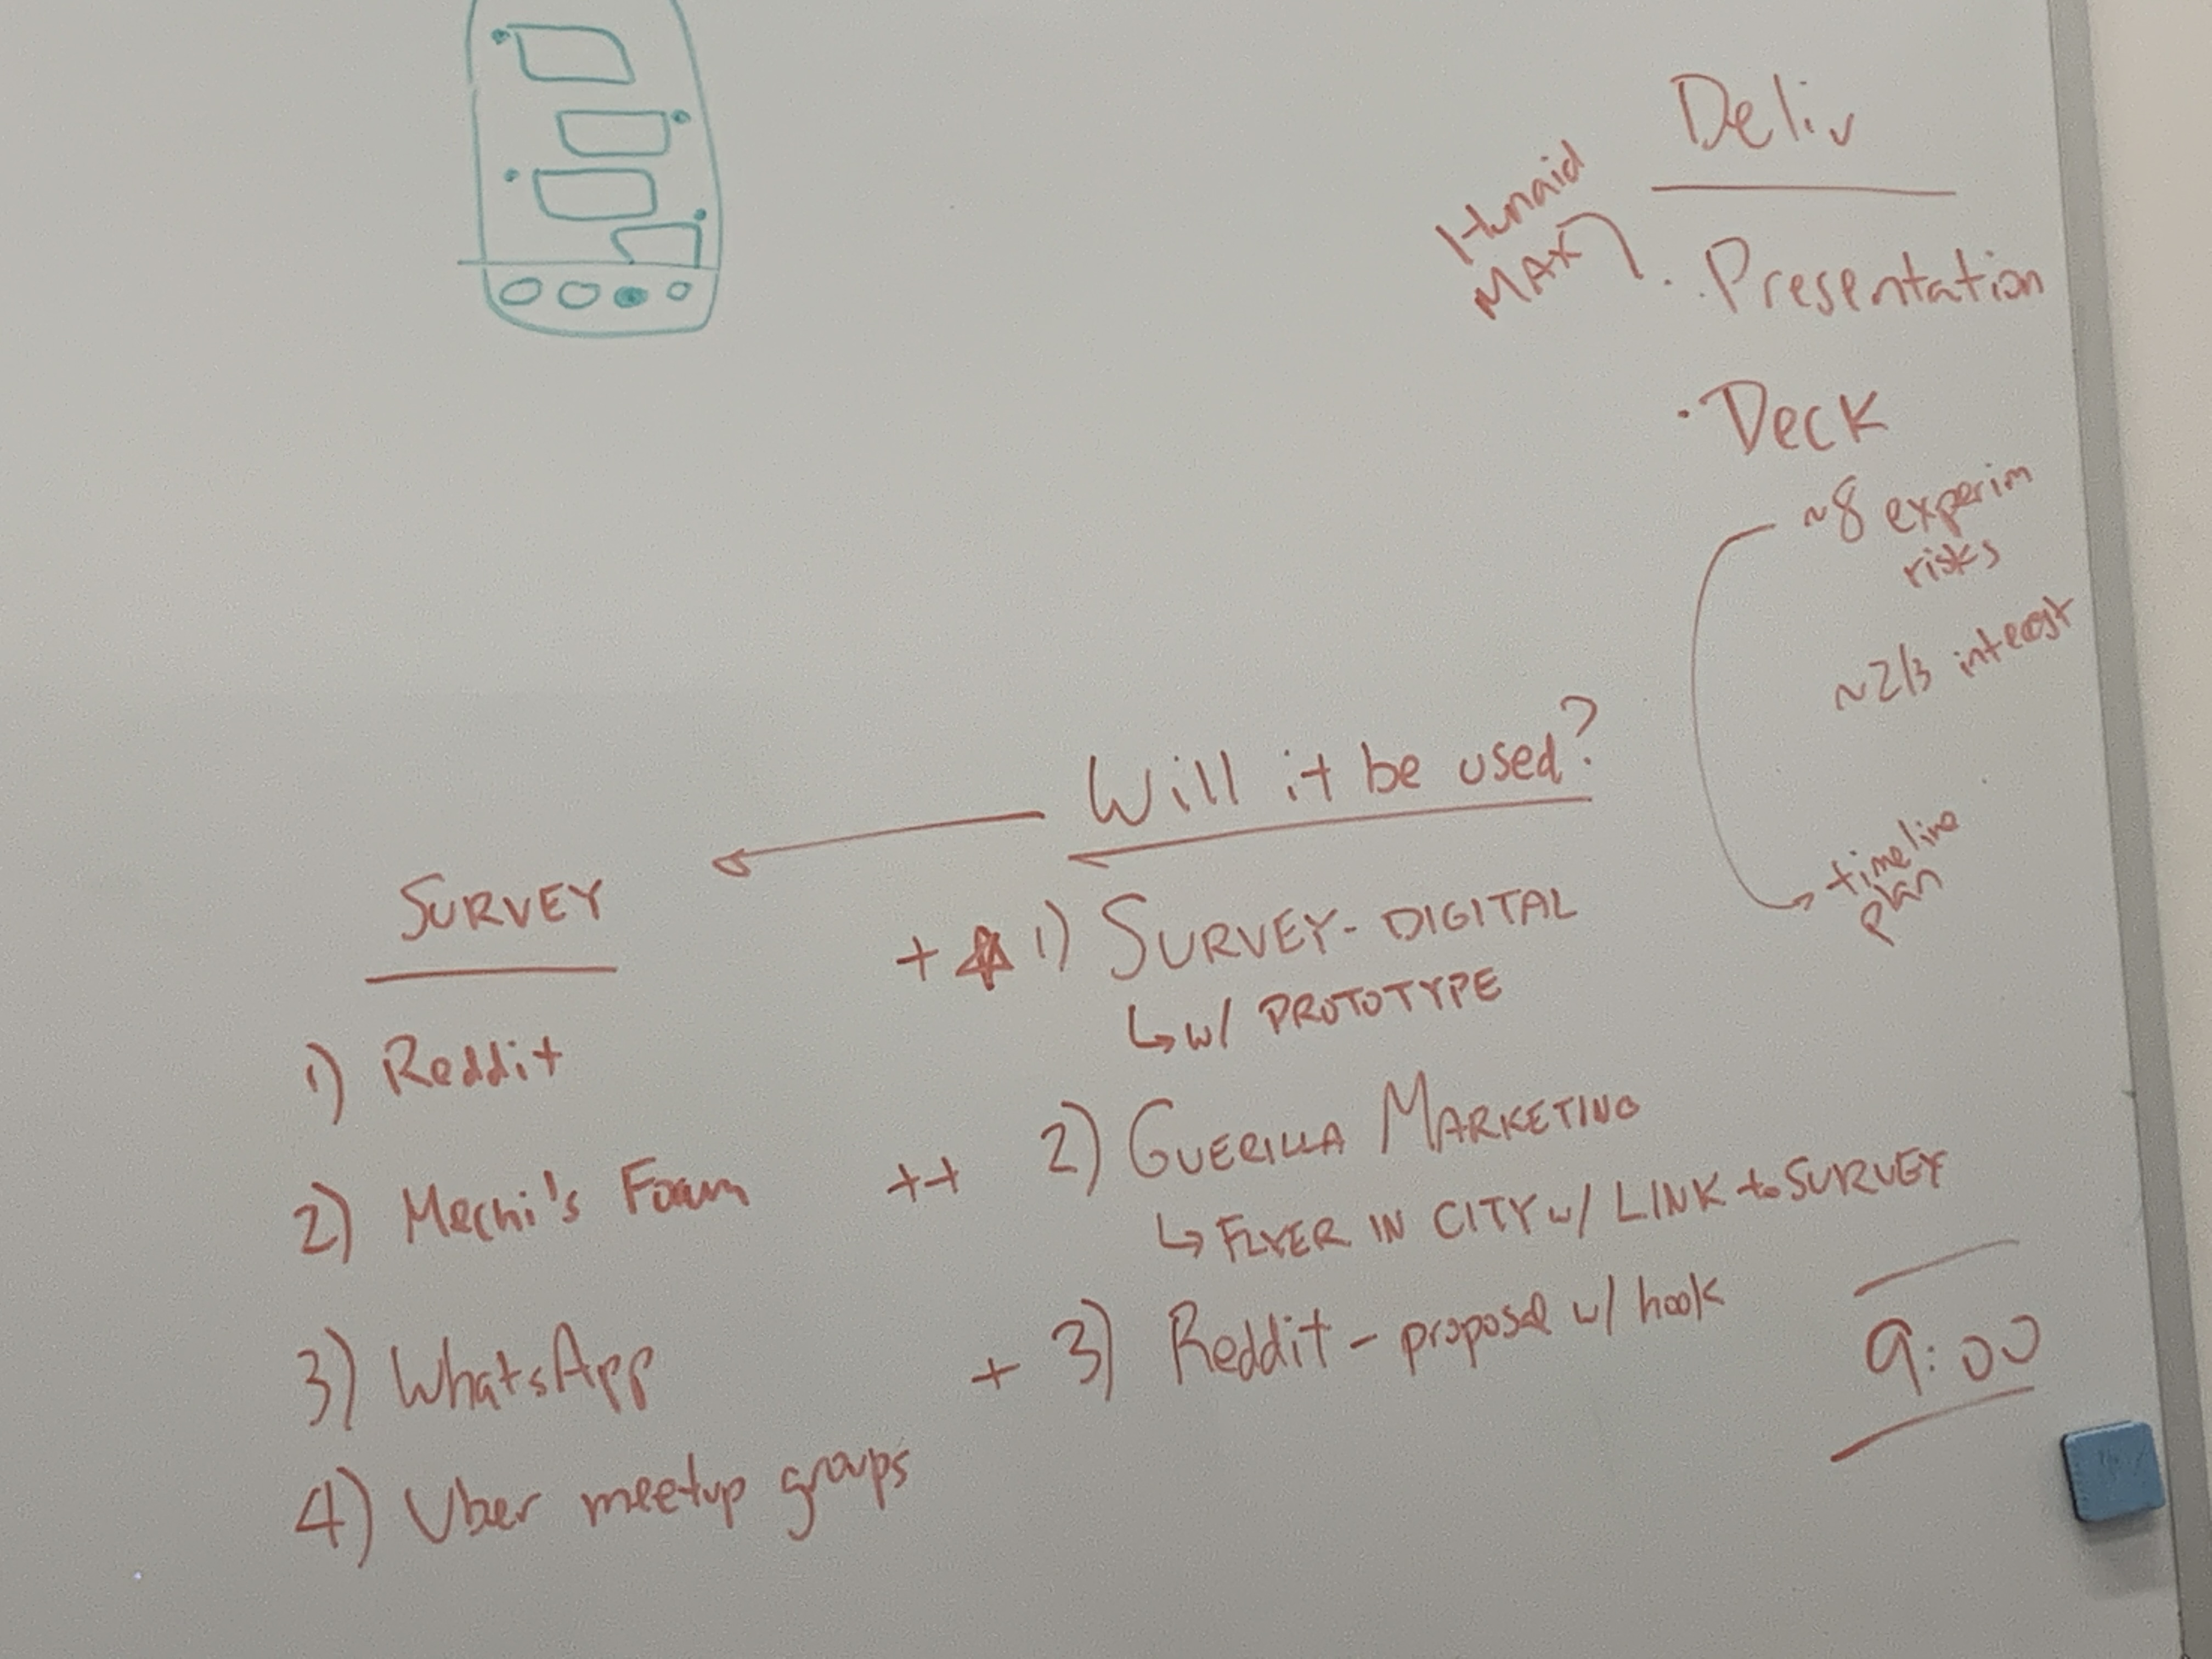 Deliv
Hunaid
MAX
· Presentation
· Deck
~8 experim
risks
~2/3 interest
timeline
plan
Will it be used?
+ ☆ 1) SURVEY - DIGITAL
↳ w/ PROTOTYPE
++ 2) GUERILLA MARKETING
↳ FLYER IN CITY w/ LINK to SURVEY
+ 3) Reddit - proposal w/ hook
SURVEY
1) Reddit
2) Mechi's Forum
3) WhatsApp
4) Uber meetup groups
9:00